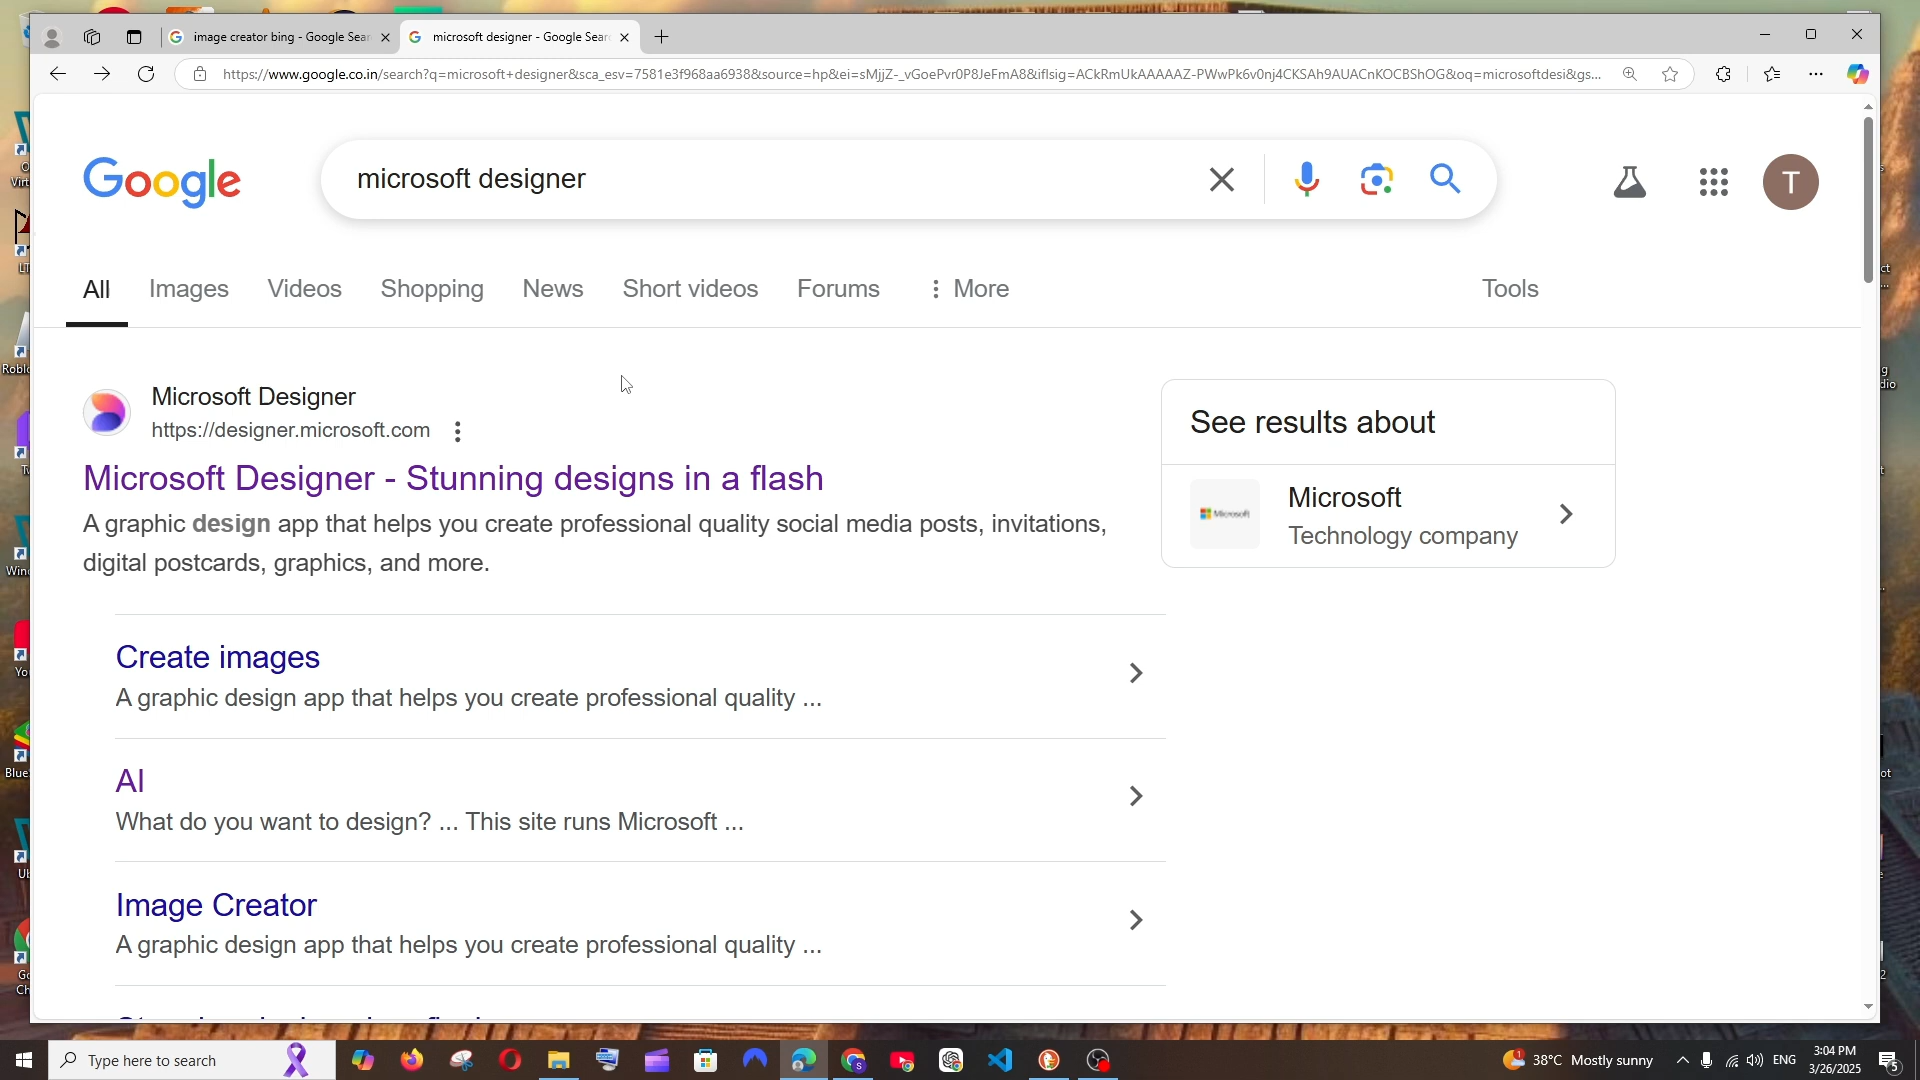 image creator bing - Google Sear
microsoft designer - Google Sear
https://www.google.co.in/search?q=microsoft+designer&sca_esv=7581e3f968aa6938&source=hp&ei=sMjjZ-_vGoePvr0P8JeFmA8&iflsig=ACkRmUkAAAAAZ-PWwPk6v0nj4CKSAh9AUACnKOCBShOG&oq=microsoftdesi&gs...
Google
microsoft designer
T
All Images Videos Shopping News Short videos Forums More Tools
Microsoft Designer
https://designer.microsoft.com
Microsoft Designer - Stunning designs in a flash
A graphic design app that helps you create professional quality social media posts, invitations,
digital postcards, graphics, and more.
See results about
Microsoft
Microsoft
Technology company
Create images
A graphic design app that helps you create professional quality ...
AI
What do you want to design? ... This site runs Microsoft ...
Image Creator
A graphic design app that helps you create professional quality ...
Type here to search
38°C Mostly sunny
ENG
3:04 PM
3/26/2025
5